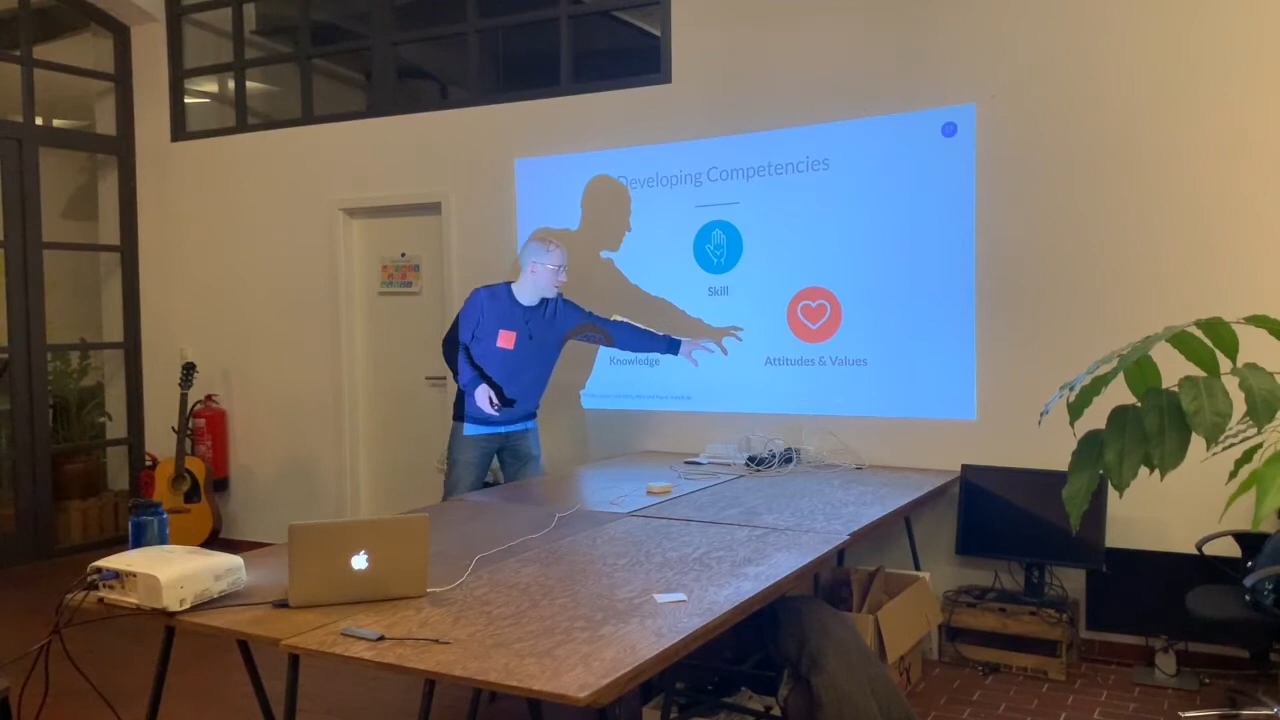 Developing Competencies
Skill
Knowledge
Attitudes & Values